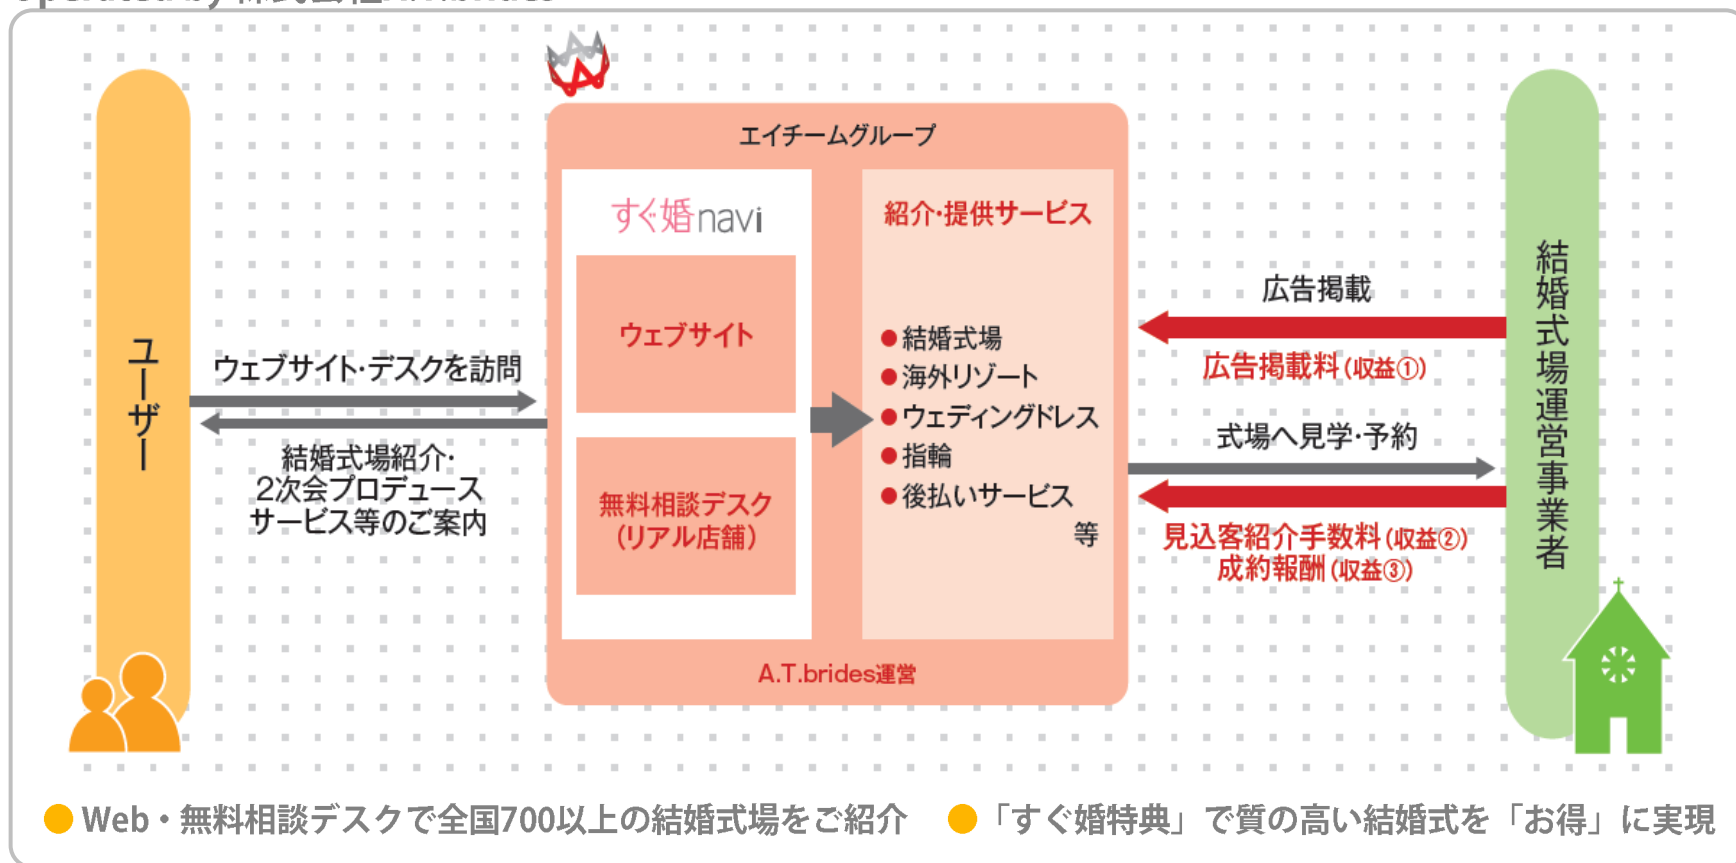 operated by 株式会社A.T.brides
エイチームグループ
すぐ婚navi
ウェブサイト
無料相談デスク
(リアル店舗)
紹介・提供サービス
●結婚式場
●海外リゾート
●ウェディングドレス
●指輪
●後払いサービス
等
A.T.brides運営
ユーザー
ウェブサイト・デスクを訪問
結婚式場紹介・
2次会プロデュース
サービス等のご案内
広告掲載
広告掲載料(収益①)
式場へ見学・予約
見込客紹介手数料(収益②)
成約報酬(収益③)
結婚式場運営事業者
● Web・無料相談デスクで全国700以上の結婚式場をご紹介
● 「すぐ婚特典」で質の高い結婚式を「お得」に実現